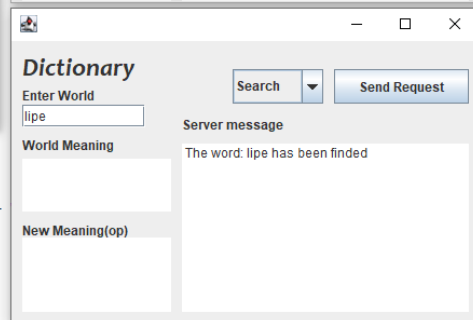 Dictionary
Enter World
lipe
World Meaning
New Meaning(op)
Search
Send Request
Server message
The word: lipe has been finded